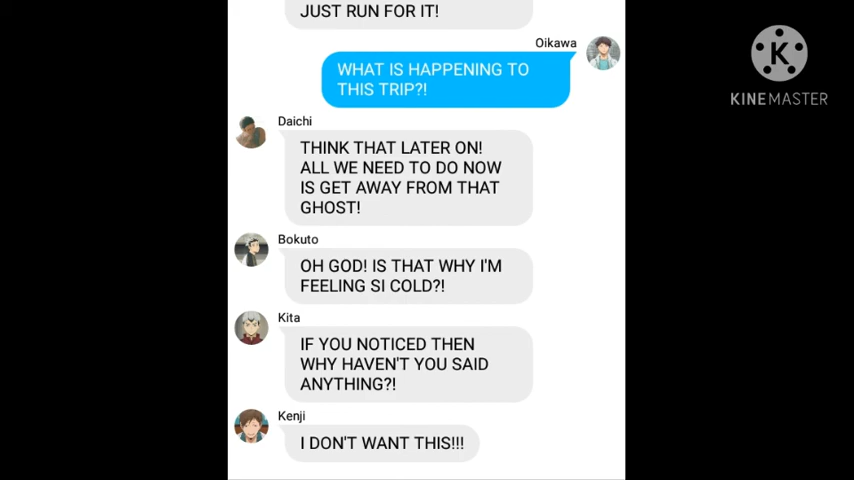 JUST RUN FOR IT!
Oikawa
WHAT IS HAPPENING TO
THIS TRIP?!
Daichi
THINK THAT LATER ON!
ALL WE NEED TO DO NOW
IS GET AWAY FROM THAT
GHOST!
Bokuto
OH GOD! IS THAT WHY I'M
FEELING SI COLD?!
Kita
IF YOU NOTICED THEN
WHY HAVEN'T YOU SAID
ANYTHING?!
Kenji
I DON'T WANT THIS!!!
K
KINEMASTER